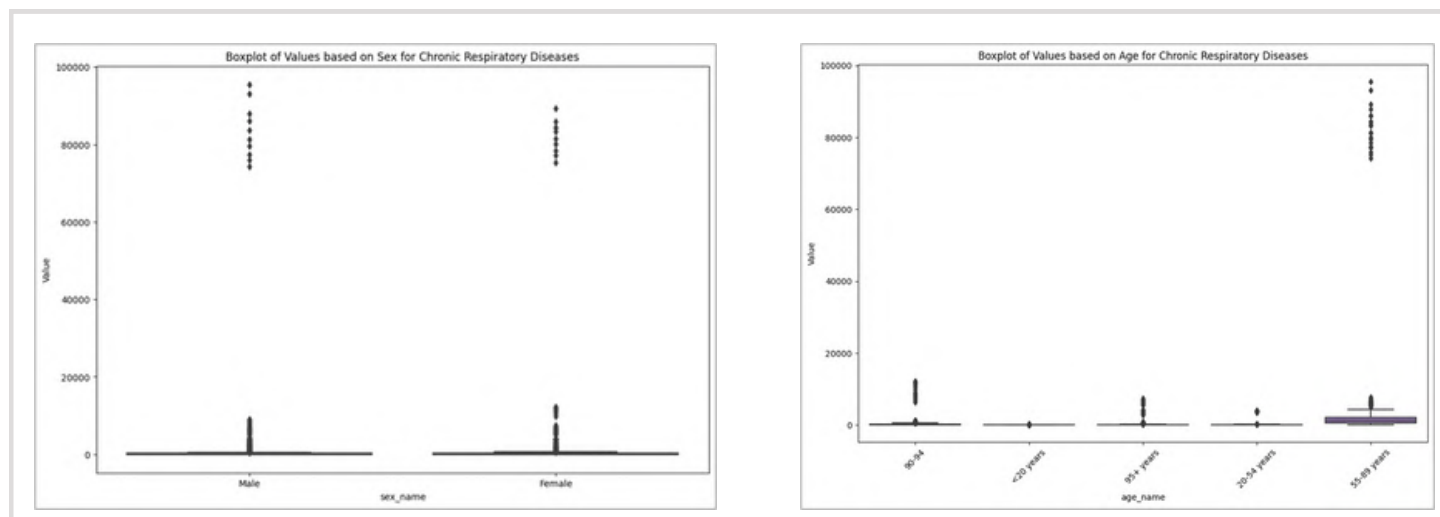 Boxplot of Values based on Sex for Chronic Respiratory Diseases
100000
80000
60000
40000
20000
0
Value
Male
Female
sex_name
Boxplot of Values based on Age for Chronic Respiratory Diseases
100000
80000
60000
40000
20000
0
Value
90-94
<20 years
95+ years
20-54 years
55-89 years
age_name